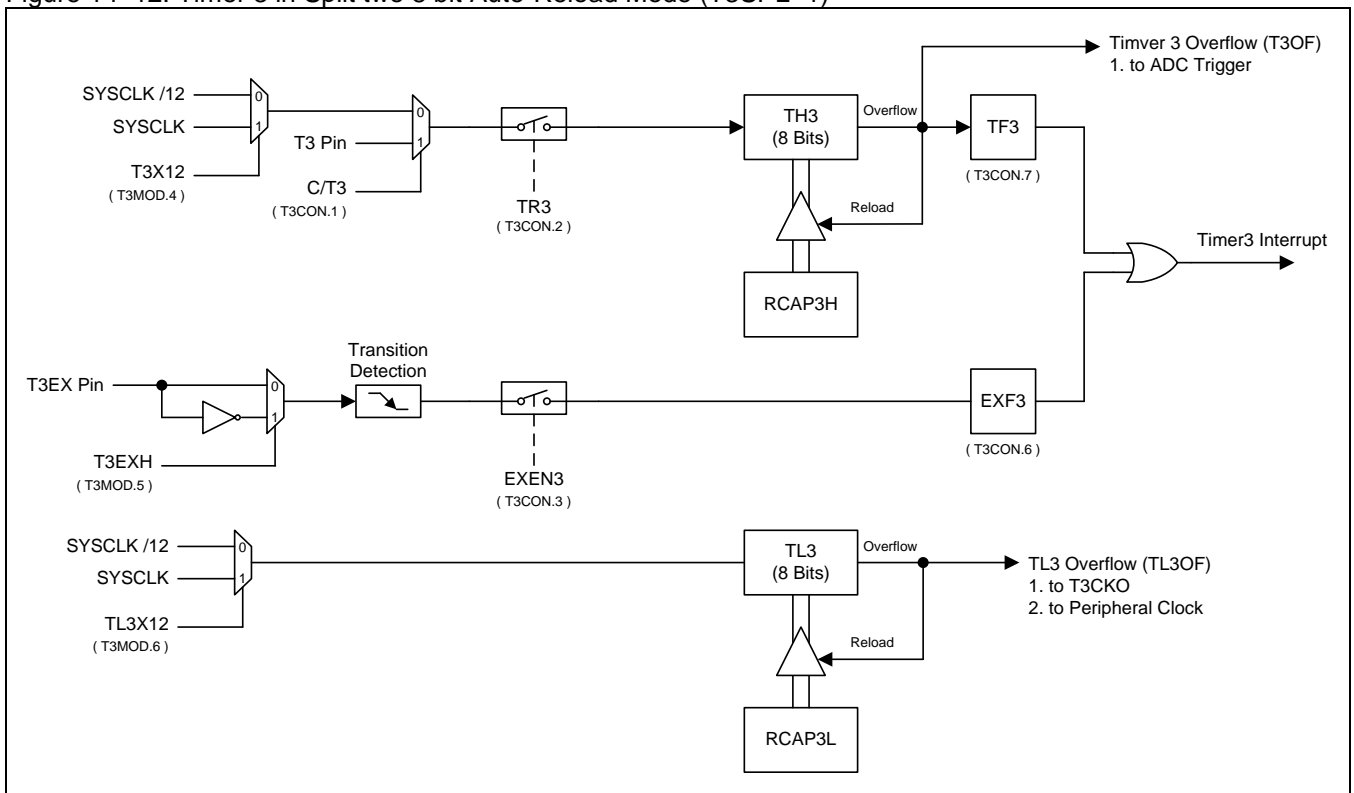 Timver 3 Overflow (T3OF)
1. to ADC Trigger
SYSCLK /12
0
SYSCLK
1
T3X12
( T3MOD.4 )
0
T3 Pin
1
C/T3
( T3CON.1 )
TR3
( T3CON.2 )
TH3
(8 Bits)
Overflow
TF3
( T3CON.7 )
Reload
RCAP3H
Timer3 Interrupt
Transition
Detection
T3EX Pin
0
1
T3EXH
( T3MOD.5 )
EXEN3
( T3CON.3 )
EXF3
( T3CON.6 )
SYSCLK /12
0
SYSCLK
1
TL3X12
( T3MOD.6 )
TL3
(8 Bits)
Overflow
TL3 Overflow (TL3OF)
1. to T3CKO
2. to Peripheral Clock
Reload
RCAP3L